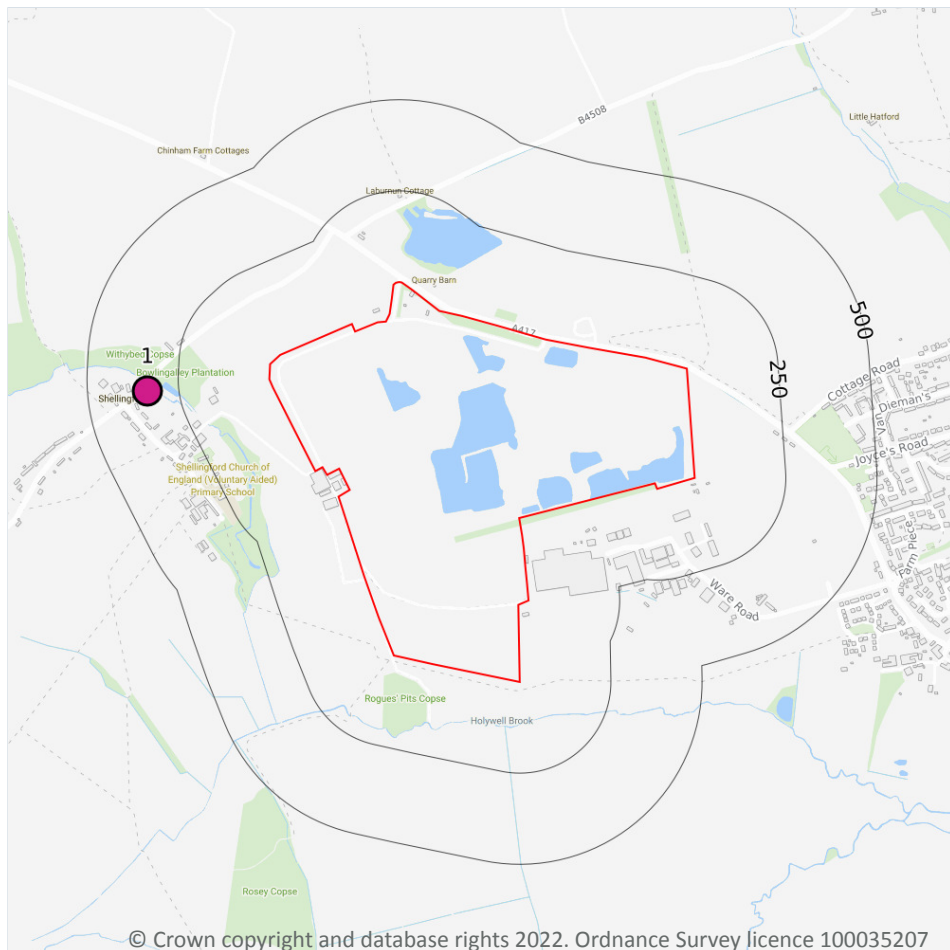 B4508
Little Hatford
Chinham Farm Cottages
Laburnun Cottage
Quarry Barn
A417
500
250
Withybed Copse
1
Bowlingalley Plantation
Cottage Road
Van Dieman's
Joyce's Road
Shellingford Church of
England (Voluntary Aided)
Primary School
Farm Piece
Ware Road
Rogues' Pits Copse
Holywell Brook
Rosey Copse
© Crown copyright and database rights 2022. Ordnance Survey licence 100035207